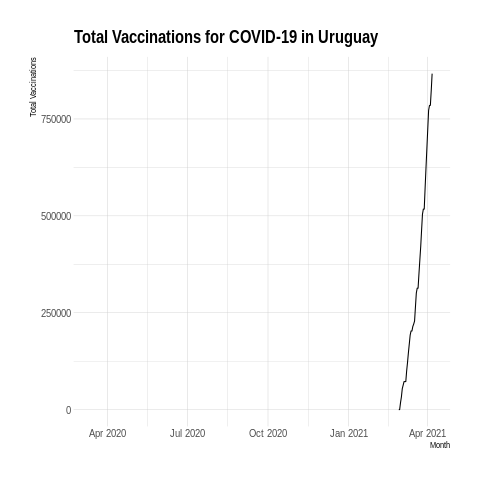 Total Vaccinations for COVID-19 in Uruguay
Total Vaccinations
750000
500000
250000
0
Apr 2020 Jul 2020 Oct 2020 Jan 2021 Apr 2021
Month